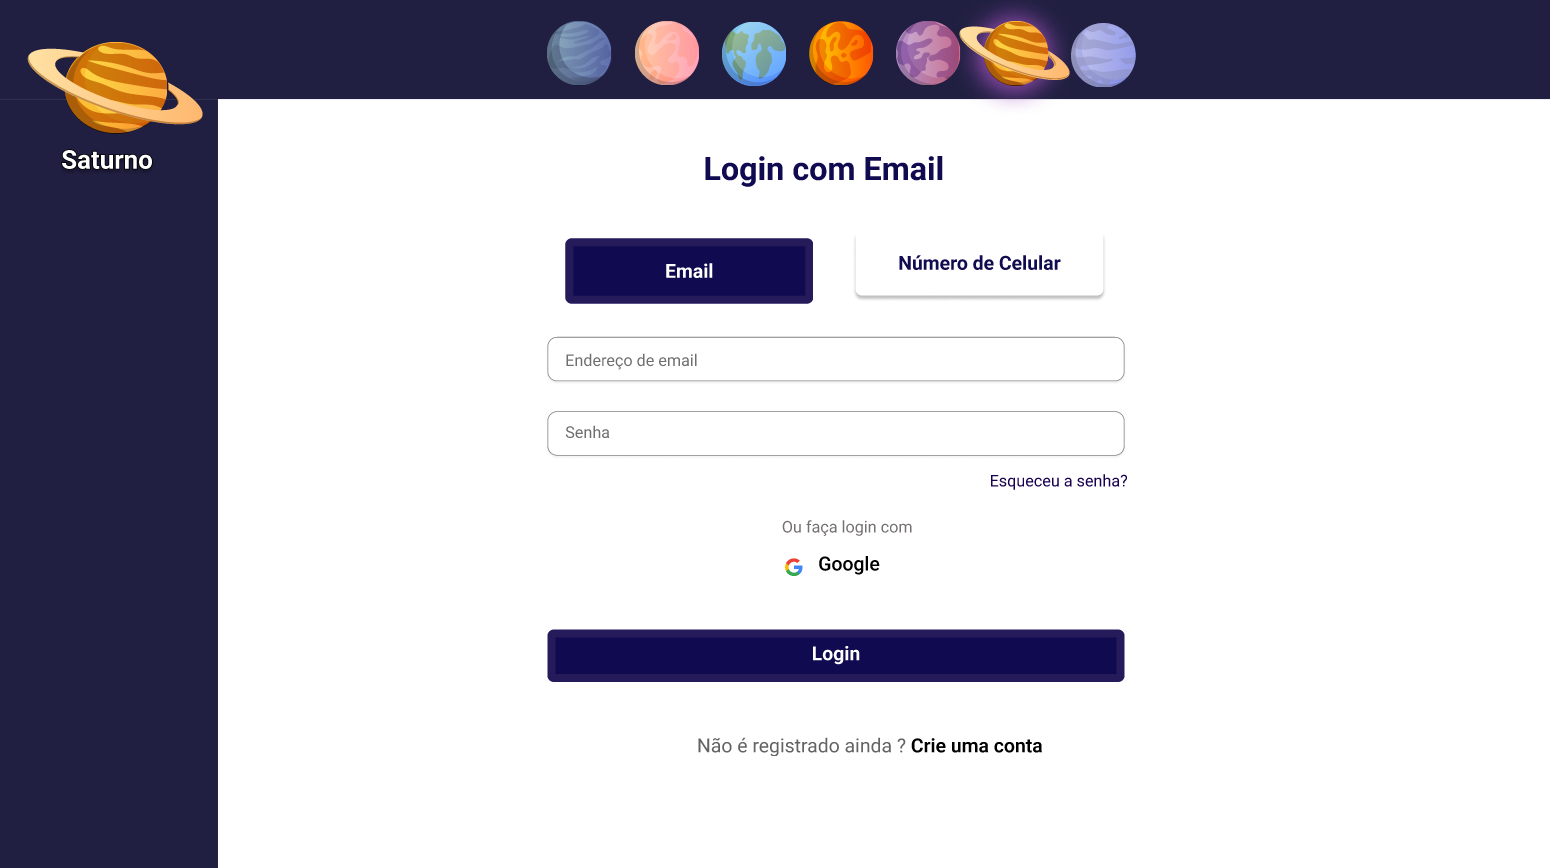 Saturno
Login com Email
Email
Número de Celular
Endereço de email
Senha
Esqueceu a senha?
Ou faça login com
Google
Login
Não é registrado ainda ? Crie uma conta